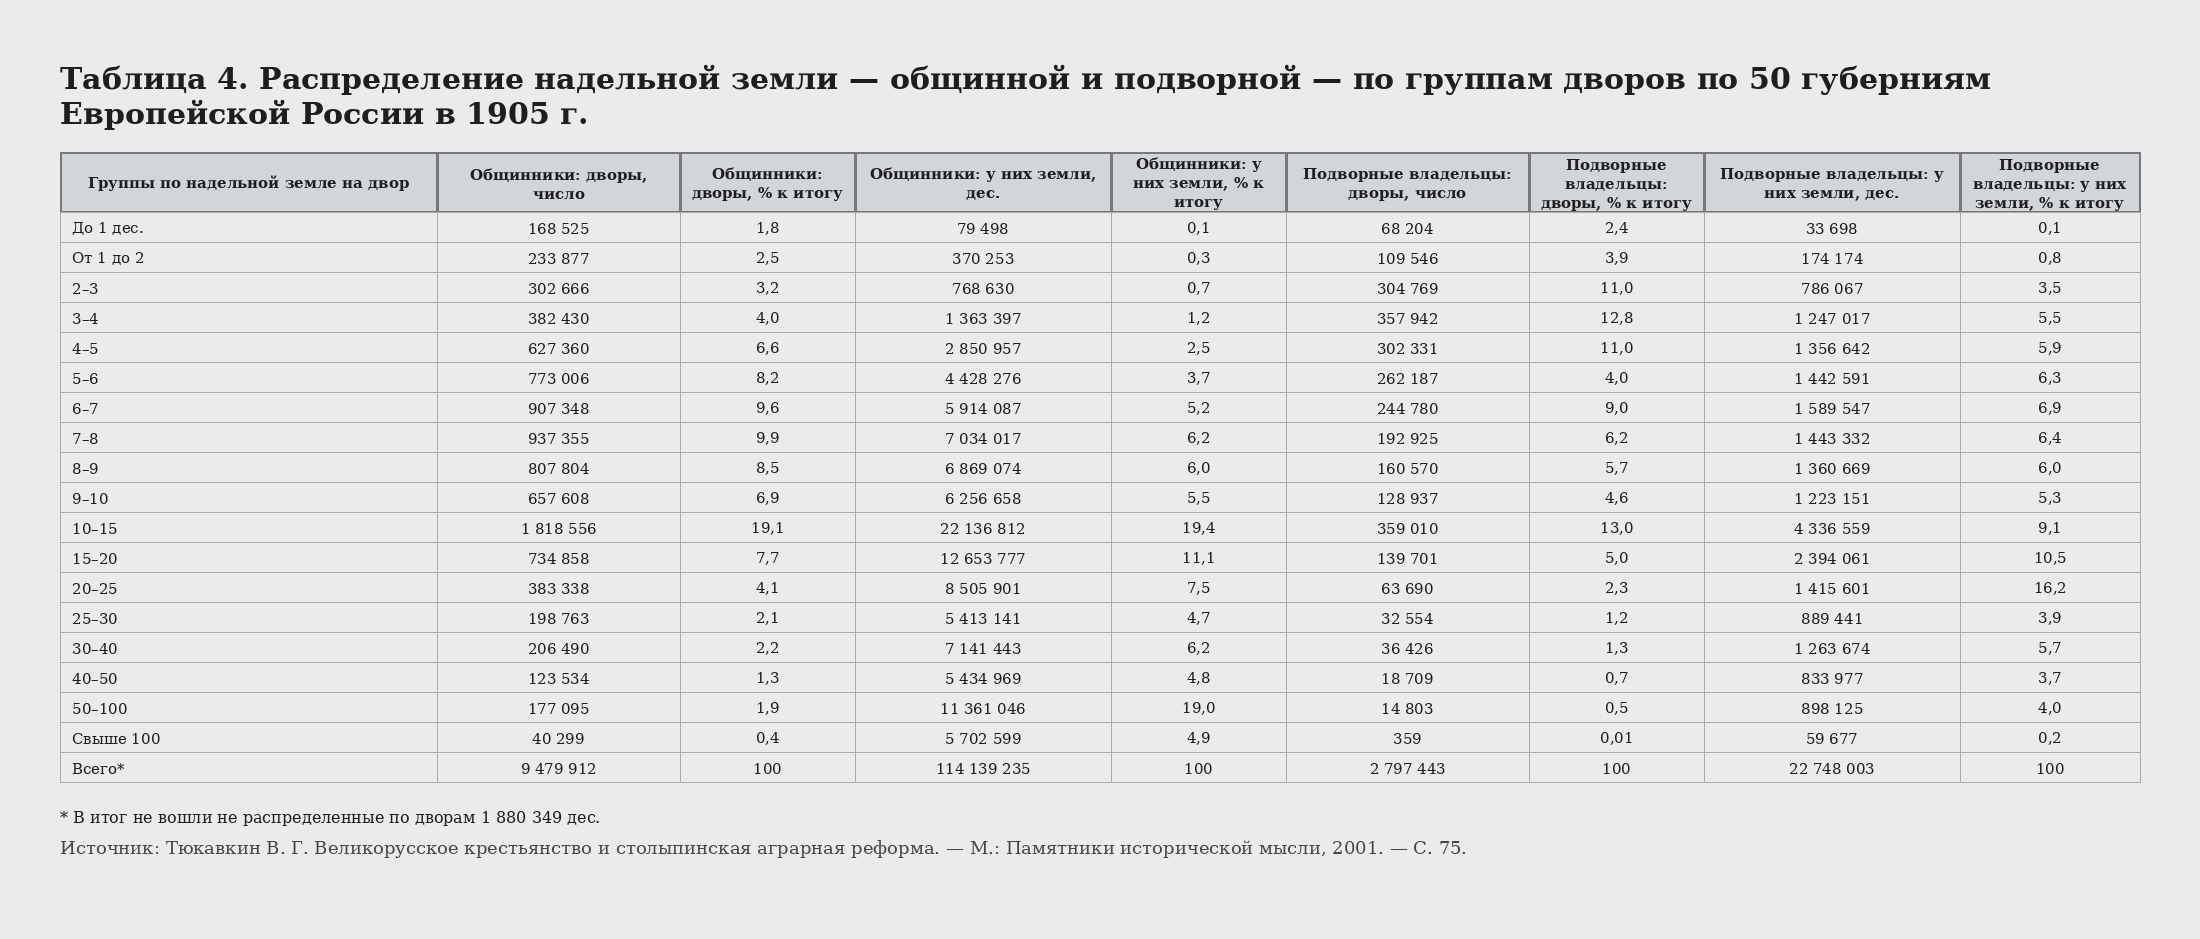 Таблица 4. Распределение надельной земли — общинной и подворной — по группам дворов по 50 губерниям
Европейской России в 1905 г.
Группы по надельной земле на двор | Общинники: дворы, число | Общинники: дворы, % к итогу | Общинники: у них земли, дес. | Общинники: у них земли, % к итогу | Подворные владельцы: дворы, число | Подворные владельцы: дворы, % к итогу | Подворные владельцы: у них земли, дес. | Подворные владельцы: у них земли, % к итогу
До 1 дес. | 168 525 | 1,8 | 79 498 | 0,1 | 68 204 | 2,4 | 33 698 | 0,1
От 1 до 2 | 233 877 | 2,5 | 370 253 | 0,3 | 109 546 | 3,9 | 174 174 | 0,8
2–3 | 302 666 | 3,2 | 768 630 | 0,7 | 304 769 | 11,0 | 786 067 | 3,5
3–4 | 382 430 | 4,0 | 1 363 397 | 1,2 | 357 942 | 12,8 | 1 247 017 | 5,5
4–5 | 627 360 | 6,6 | 2 850 957 | 2,5 | 302 331 | 11,0 | 1 356 642 | 5,9
5–6 | 773 006 | 8,2 | 4 428 276 | 3,7 | 262 187 | 4,0 | 1 442 591 | 6,3
6–7 | 907 348 | 9,6 | 5 914 087 | 5,2 | 244 780 | 9,0 | 1 589 547 | 6,9
7–8 | 937 355 | 9,9 | 7 034 017 | 6,2 | 192 925 | 6,2 | 1 443 332 | 6,4
8–9 | 807 804 | 8,5 | 6 869 074 | 6,0 | 160 570 | 5,7 | 1 360 669 | 6,0
9–10 | 657 608 | 6,9 | 6 256 658 | 5,5 | 128 937 | 4,6 | 1 223 151 | 5,3
10–15 | 1 818 556 | 19,1 | 22 136 812 | 19,4 | 359 010 | 13,0 | 4 336 559 | 9,1
15–20 | 734 858 | 7,7 | 12 653 777 | 11,1 | 139 701 | 5,0 | 2 394 061 | 10,5
20–25 | 383 338 | 4,1 | 8 505 901 | 7,5 | 63 690 | 2,3 | 1 415 601 | 16,2
25–30 | 198 763 | 2,1 | 5 413 141 | 4,7 | 32 554 | 1,2 | 889 441 | 3,9
30–40 | 206 490 | 2,2 | 7 141 443 | 6,2 | 36 426 | 1,3 | 1 263 674 | 5,7
40–50 | 123 534 | 1,3 | 5 434 969 | 4,8 | 18 709 | 0,7 | 833 977 | 3,7
50–100 | 177 095 | 1,9 | 11 361 046 | 19,0 | 14 803 | 0,5 | 898 125 | 4,0
Свыше 100 | 40 299 | 0,4 | 5 702 599 | 4,9 | 359 | 0,01 | 59 677 | 0,2
Всего* | 9 479 912 | 100 | 114 139 235 | 100 | 2 797 443 | 100 | 22 748 003 | 100
* В итог не вошли не распределенные по дворам 1 880 349 дес.
Источник: Тюкавкин В. Г. Великорусское крестьянство и столыпинская аграрная реформа. — М.: Памятники исторической мысли, 2001. — С. 75.